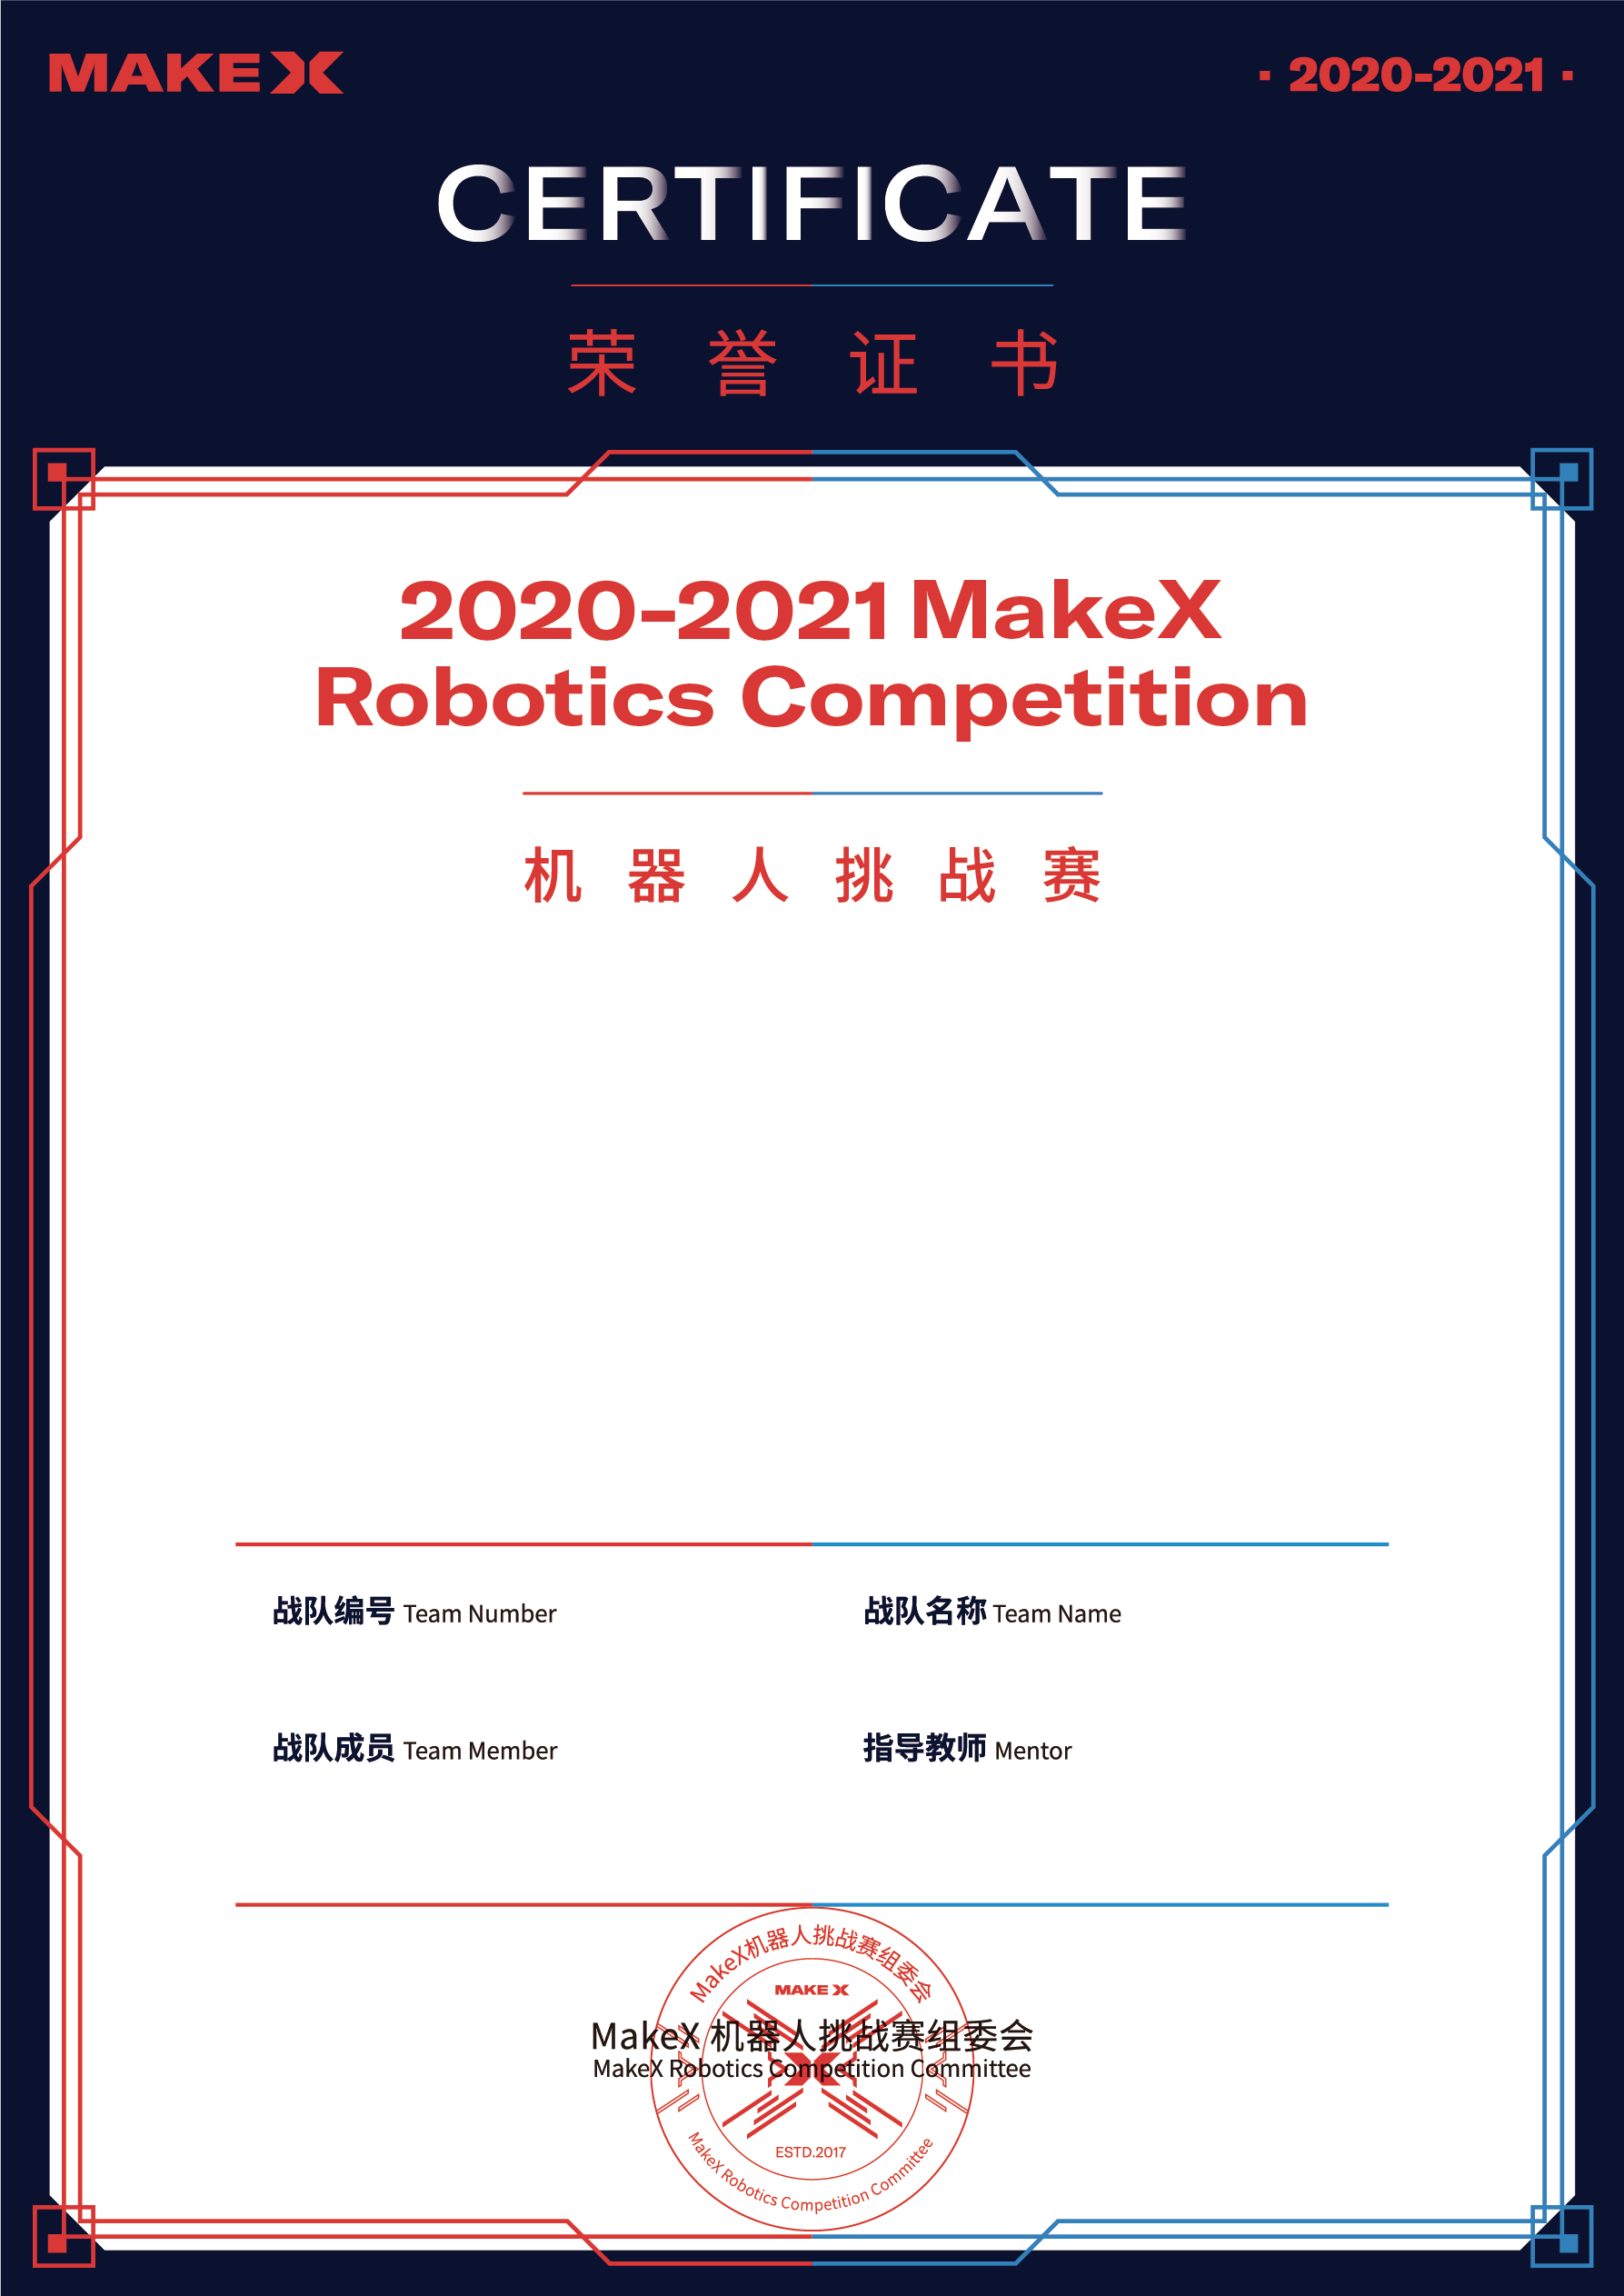 MAKEX
· 2020-2021 ·
CERTIFICATE
荣誉证书
2020-2021 MakeX
Robotics Competition
机器人挑战赛
战队编号 Team Number
战队名称 Team Name
战队成员 Team Member
指导教师 Mentor
MakeX机器人挑战赛组委会
MAKEX
MakeX 机器人挑战赛组委会
MakeX Robotics Competition Committee
ESTD.2017
MakeX Robotics Competition Committee